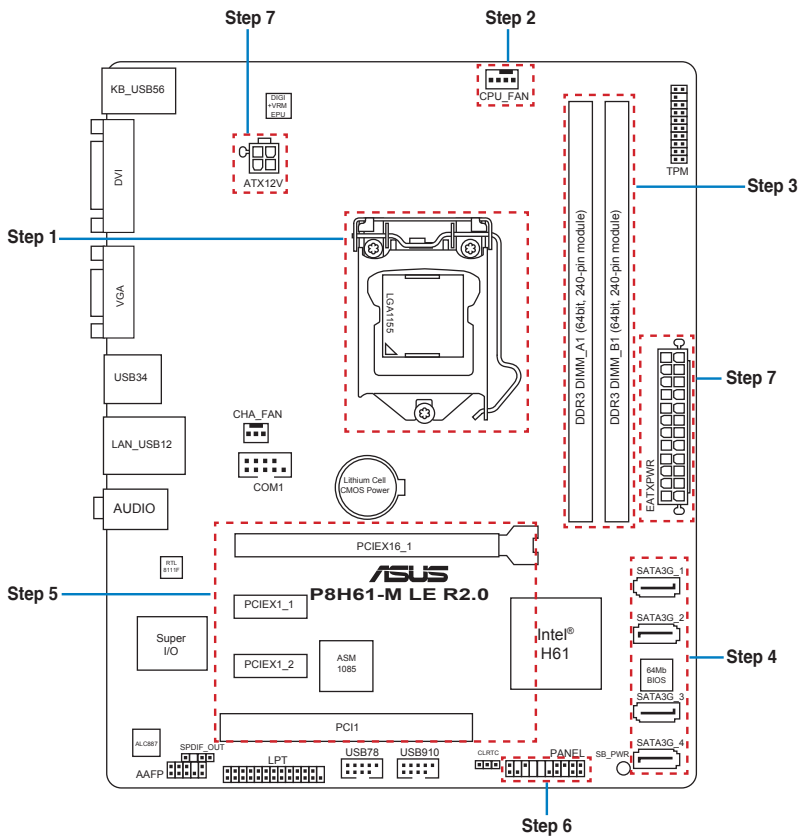 Step 2
Step 7
KB_USB56
DIGI
+VRM
EPU
CPU_FAN
ATX12V
TPM
DVI
Step 3
Step 1
DDR3 DIMM_A1 (64bit, 240-pin module)
DDR3 DIMM_B1 (64bit, 240-pin module)
VGA
LGA1155
USB34
Step 7
CHA_FAN
LAN_USB12
COM1
Lithium Cell
CMOS Power
EATXPWR
AUDIO
PCIEX16_1
RTL
8111F
ASUS
SATA3G_1
Step 5
P8H61-M LE R2.0
PCIEX1_1
SATA3G_2
Super
I/O
Intel®
H61
Step 4
PCIEX1_2
ASM
1085
64Mb
BIOS
SATA3G_3
PCI1
ALC887
SPDIF_OUT
SATA3G_4
AAFP
LPT
USB78
USB910
CLRTC
PANEL
SB_PWR
Step 6